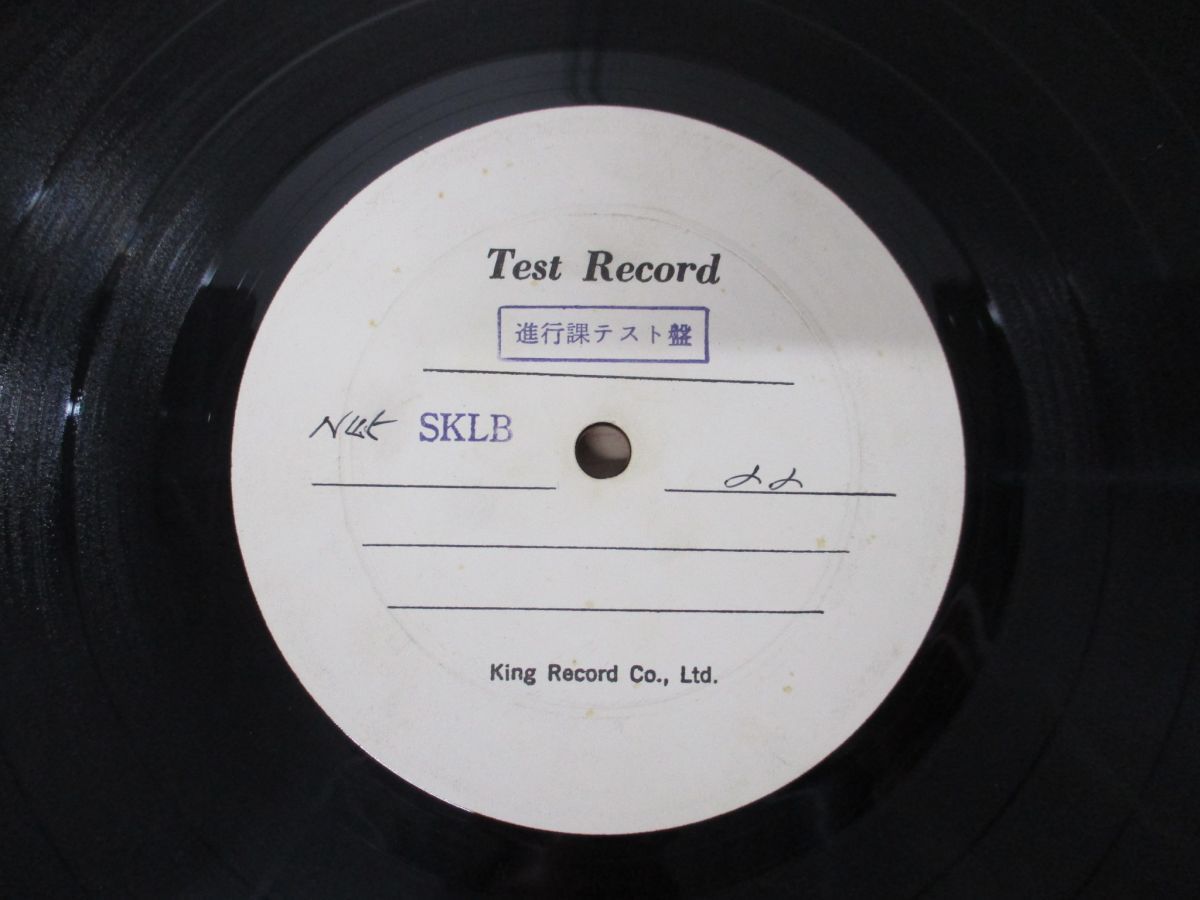 Test Record
進行課テスト盤
SKLB
King Record Co., Ltd.